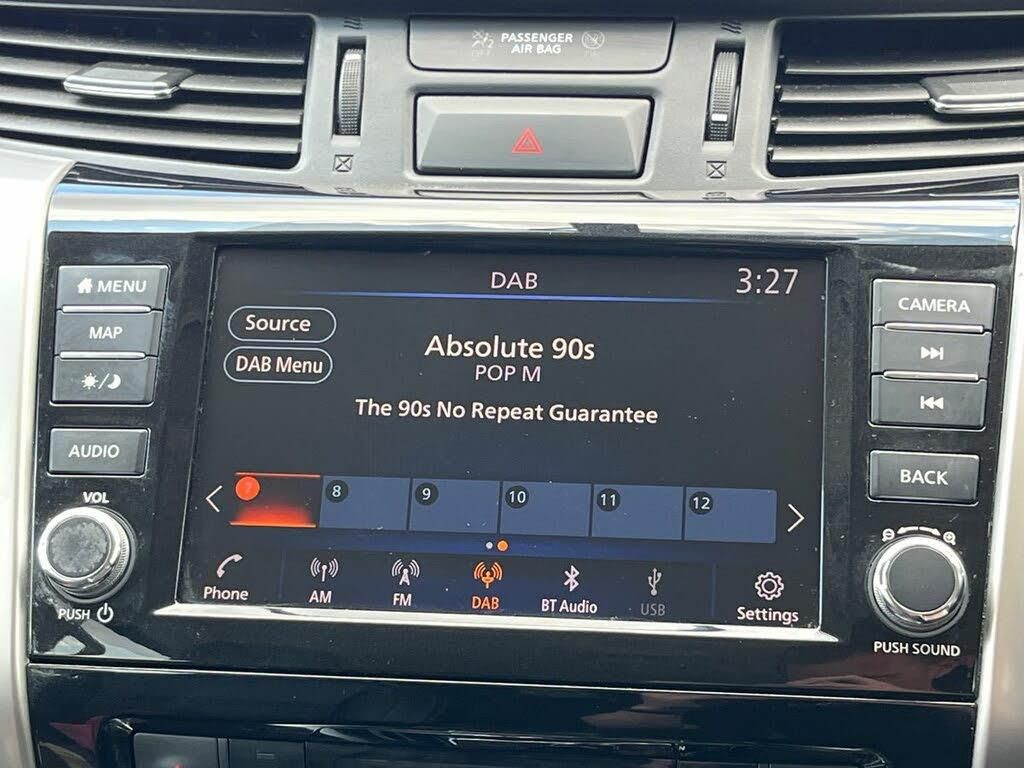 PASSENGER
AIR BAG
OFF
MENU
MAP
AUDIO
VOL
PUSH
DAB
3:27
Source
DAB Menu
Absolute 90s
POP M
The 90s No Repeat Guarantee
7
8
9
10
11
12
Phone
AM
FM
DAB
BT Audio
USB
Settings
CAMERA
BACK
PUSH SOUND